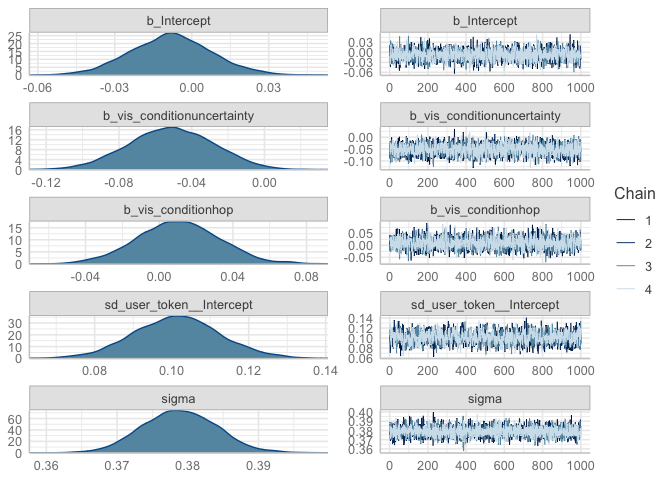 b_Intercept
25
20
15
10
5
0
-0.06 -0.03 0.00 0.03
b_Intercept
0.03
0.00
-0.03
-0.06
0 200 400 600 800 1000
b_vis_conditionuncertainty
16
12
8
4
0
-0.12 -0.08 -0.04 0.00
b_vis_conditionuncertainty
0.00
-0.05
-0.10
0 200 400 600 800 1000
b_vis_conditionhop
15
10
5
0
-0.04 0.00 0.04 0.08
b_vis_conditionhop
0.05
0.00
-0.05
0 200 400 600 800 1000
sd_user_token__Intercept
30
20
10
0
0.08 0.10 0.12 0.14
sd_user_token__Intercept
0.14
0.12
0.10
0.08
0.06
0 200 400 600 800 1000
sigma
60
40
20
0
0.36 0.37 0.38 0.39
sigma
0.40
0.39
0.38
0.37
0.36
0 200 400 600 800 1000
Chain
1
2
3
4